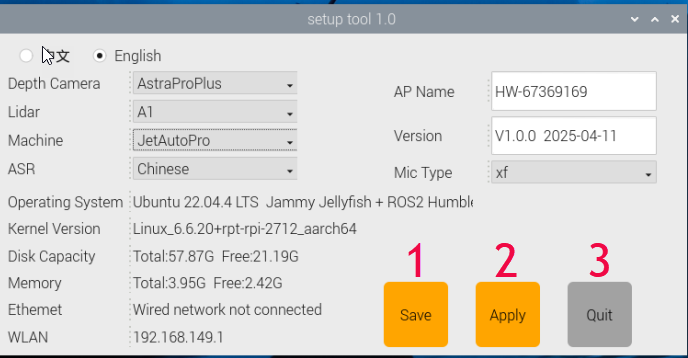 setup tool 1.0
中文 English
Depth Camera AstraProPlus
AP Name HW-67369169
Lidar A1
Machine JetAutoPro
Version V1.0.0 2025-04-11
ASR Chinese
Mic Type xf
Operating System Ubuntu 22.04.4 LTS Jammy Jellyfish + ROS2 Humble
Kernel Version Linux_6.6.20+rpt-rpi-2712_aarch64
Disk Capacity Total:57.87G Free:21.19G
Memory Total:3.95G Free:2.42G
Ethernet Wired network not connected
WLAN 192.168.149.1
1 2 3
Save Apply Quit